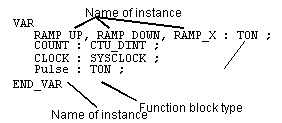 Name of instance
VAR
RAMP_UP, RAMP_DOWN, RAMP_X : TON ;
COUNT : CTU_DINT ;
CLOCK : SYSCLOCK ;
Pulse : TON ;
END_VAR
Function block type
Name of instance